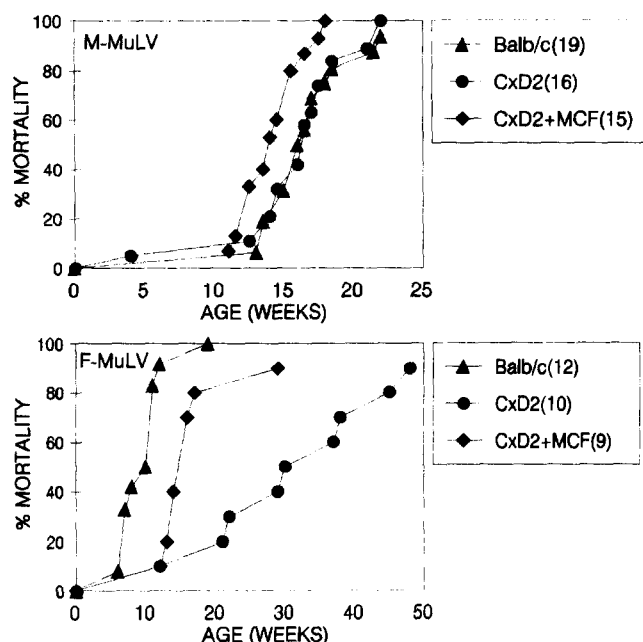 M-MuLV
% MORTALITY
100
80
60
40
20
0
0 5 10 15 20 25
AGE (WEEKS)
Balb/c(19)
CxD2(16)
CxD2+MCF(15)
F-MuLV
% MORTALITY
100
80
60
40
20
0
0 10 20 30 40 50
AGE (WEEKS)
Balb/c(12)
CxD2(10)
CxD2+MCF(9)